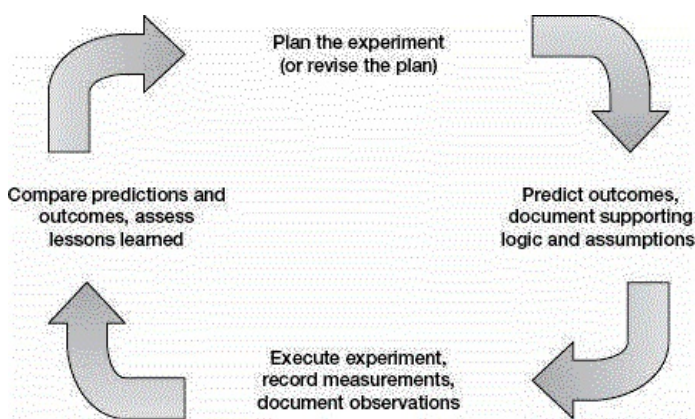 Plan the experiment
(or revise the plan)
Predict outcomes,
document supporting
logic and assumptions
Execute experiment,
record measurements,
document observations
Compare predictions and
outcomes, assess
lessons learned